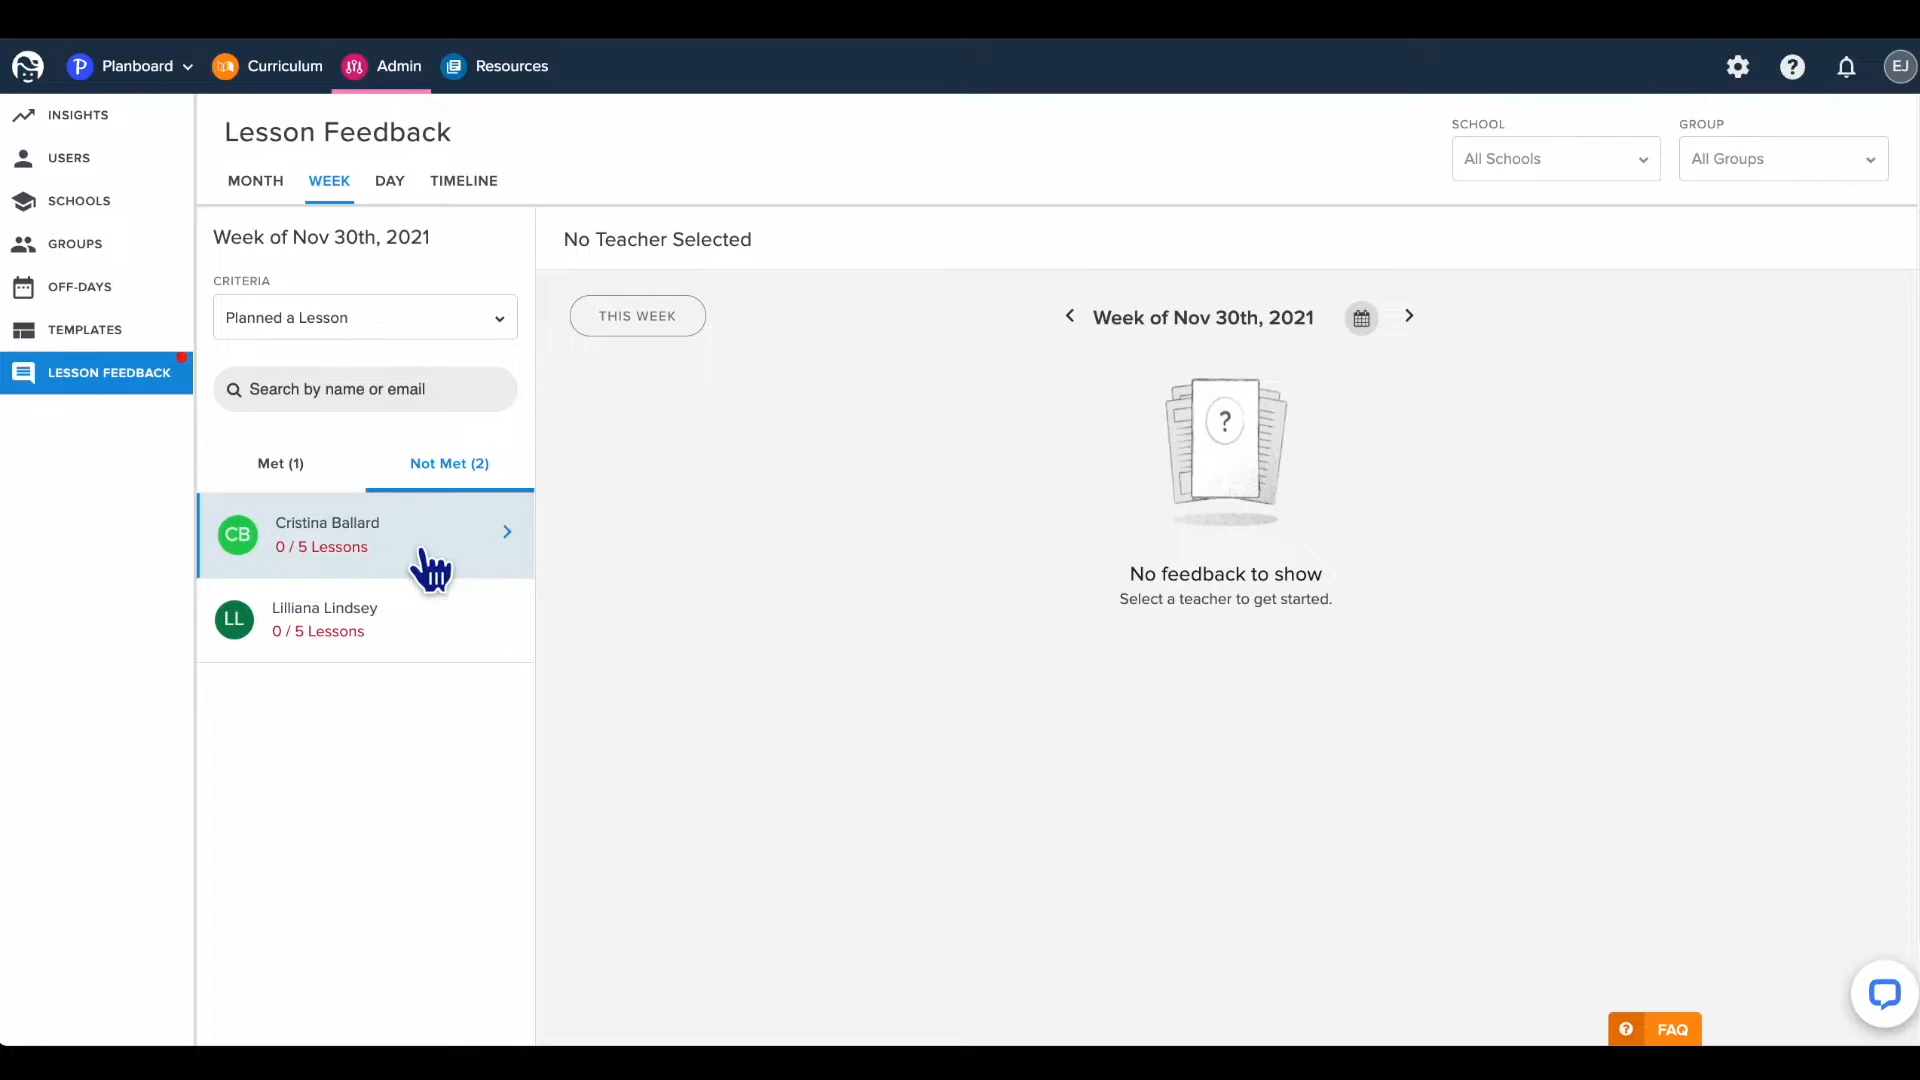 P Planboard Curriculum Admin Resources EJ
INSIGHTS
USERS
SCHOOLS
GROUPS
OFF-DAYS
TEMPLATES
LESSON FEEDBACK
Lesson Feedback
MONTH WEEK DAY TIMELINE
SCHOOL
All Schools
GROUP
All Groups
Week of Nov 30th, 2021
CRITERIA
Planned a Lesson
Search by name or email
Met (1) Not Met (2)
CB
Cristina Ballard
0 / 5 Lessons
LL
Lilliana Lindsey
0 / 5 Lessons
No Teacher Selected
THIS WEEK
Week of Nov 30th, 2021
?
No feedback to show
Select a teacher to get started.
? FAQ